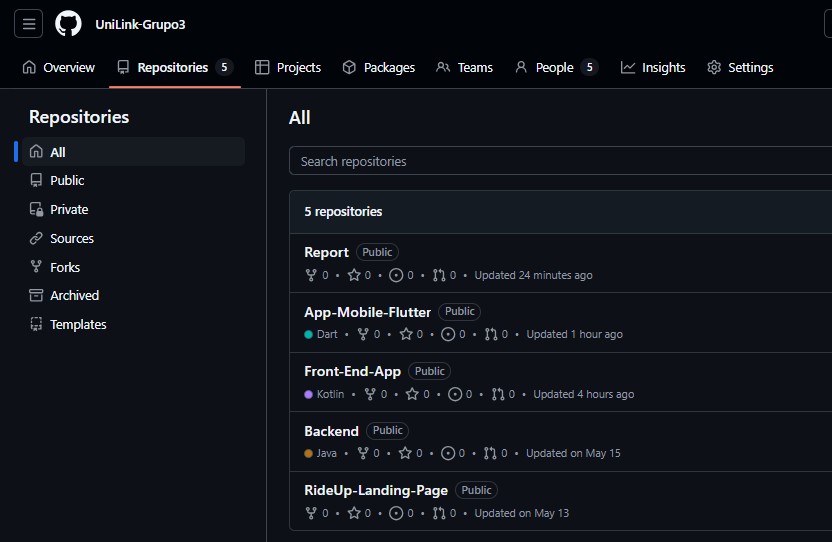 UniLink-Grupo3
Overview Repositories 5 Projects Packages Teams People 5 Insights Settings
Repositories
All
Public
Private
Sources
Forks
Archived
Templates
All
Search repositories
5 repositories
Report Public
0 • 0 • 0 • 0 • Updated 24 minutes ago
App-Mobile-Flutter Public
Dart • 0 • 0 • 0 • 0 • Updated 1 hour ago
Front-End-App Public
Kotlin • 0 • 0 • 0 • 0 • Updated 4 hours ago
Backend Public
Java • 0 • 0 • 0 • 0 • Updated on May 15
RideUp-Landing-Page Public
0 • 0 • 0 • 0 • Updated on May 13